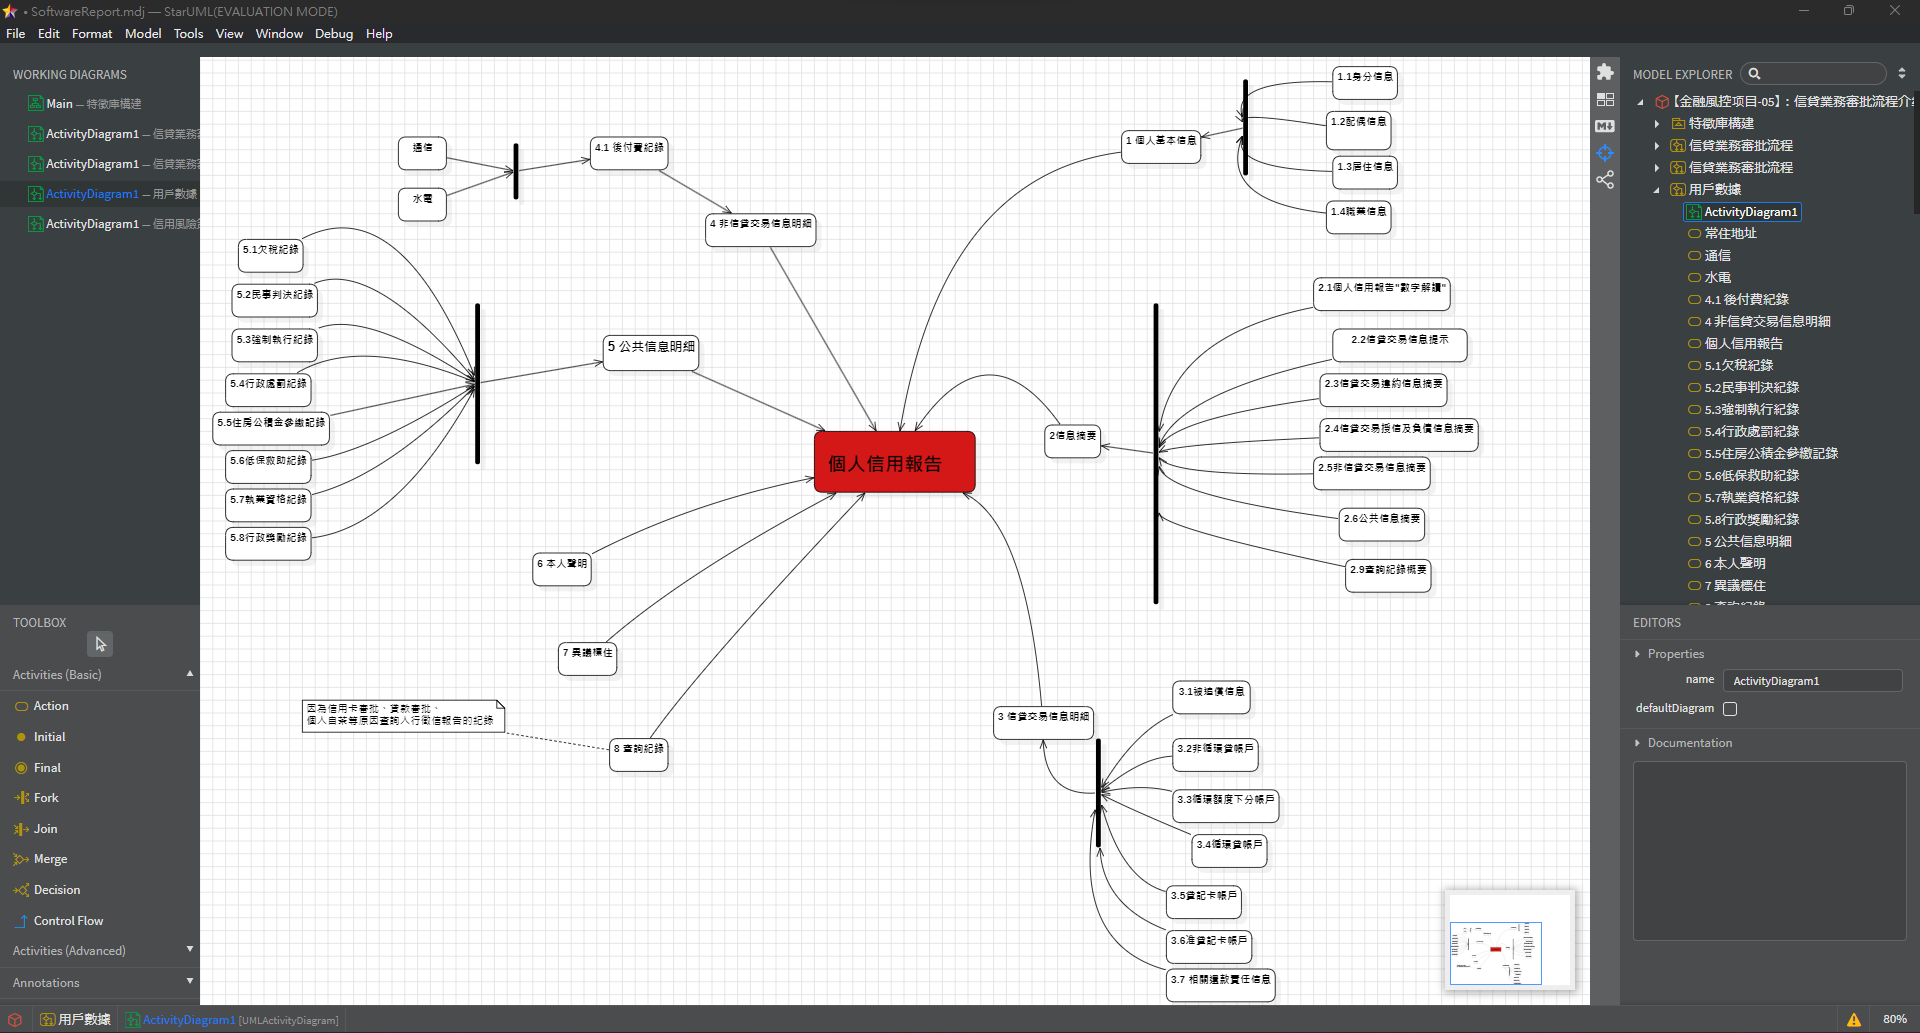 • SoftwareReport.mdj — StarUML(EVALUATION MODE)
File Edit Format Model Tools View Window Debug Help
WORKING DIAGRAMS
Main — 特徵庫構建
ActivityDiagram1 — 信貸業務審
ActivityDiagram1 — 信貸業務審
ActivityDiagram1 — 用戶數據
ActivityDiagram1 — 信用風險
TOOLBOX
Activities (Basic)
Action
Initial
Final
Fork
Join
Merge
Decision
Control Flow
Activities (Advanced)
Annotations
通信
水電
4.1 後付費紀錄
4 非信貸交易信息明細
5.1欠稅紀錄
5.2民事判決紀錄
5.3強制執行紀錄
5.4行政處罰紀錄
5.5住房公積金參繳記錄
5.6低保救助紀錄
5.7執業資格紀錄
5.8行政獎勵紀錄
5 公共信息明細
個人信用報告
6 本人聲明
7 異議標住
8 查詢紀錄
因為信用卡審批、貸款審批、
個人自茶等原因查詢人行徵信報告的紀錄
1 個人基本信息
1.1身分信息
1.2配偶信息
1.3居住信息
1.4職業信息
2信息摘要
2.1個人信用報告"數字解讀"
2.2信貸交易信息提示
2.3信貸交易違約信息摘要
2.4信貸交易授信及負債信息摘要
2.5非信貸交易信息摘要
2.6公共信息摘要
2.9查詢紀錄概要
3 信貸交易信息明細
3.1被追償信息
3.2非循環貸帳戶
3.3循環額度下分帳戶
3.4循環貸帳戶
3.5貸記卡帳戶
3.6准貸記卡帳戶
3.7 相關還款責任信息
MODEL EXPLORER
【金融風控項目-05】: 信貸業務審批流程介紹
特徵庫構建
信貸業務審批流程
信貸業務審批流程
用戶數據
ActivityDiagram1
常住地址
通信
水電
4.1 後付費紀錄
4 非信貸交易信息明細
個人信用報告
5.1欠稅紀錄
5.2民事判決紀錄
5.3強制執行紀錄
5.4行政處罰紀錄
5.5住房公積金參繳記錄
5.6低保救助紀錄
5.7執業資格紀錄
5.8行政獎勵紀錄
5 公共信息明細
6 本人聲明
7 異議標住
EDITORS
Properties
name ActivityDiagram1
defaultDiagram
Documentation
用戶數據 ActivityDiagram1 [UMLActivityDiagram]
80%